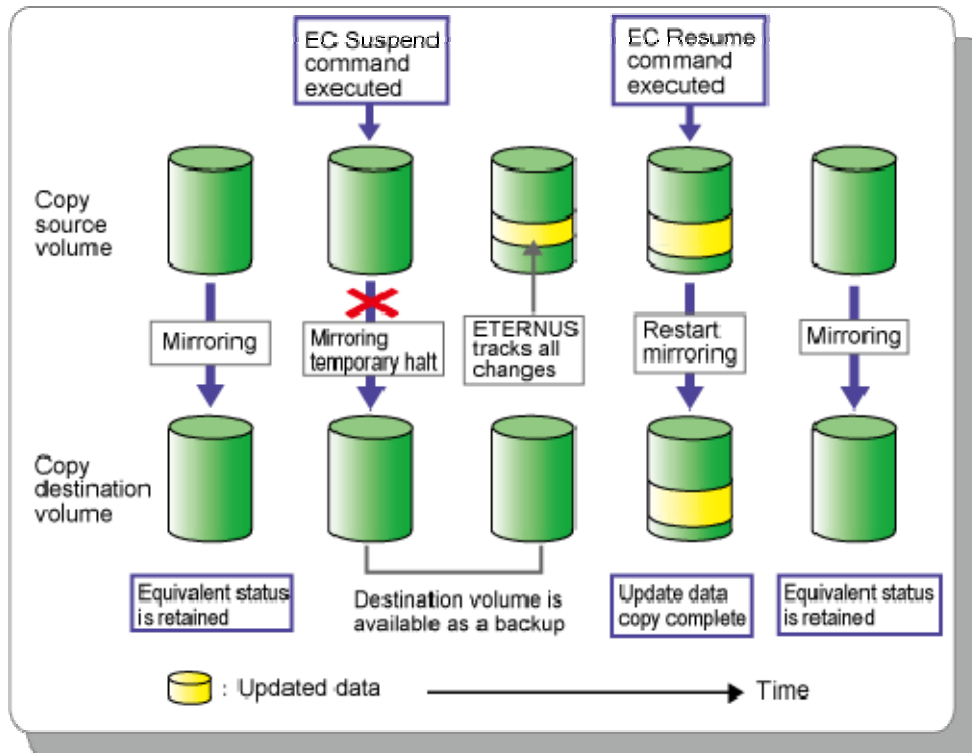 EC Suspend
command
executed
EC Resume
command
executed
Copy
source
volume
Mirroring
Mirroring
temporary halt
ETERNUS
tracks all
changes
Restart
mirroring
Mirroring
Copy
destination
volume
Equivalent status
is retained
Destination volume is
available as a backup
Update data
copy complete
Equivalent status
is retained
: Updated data
Time